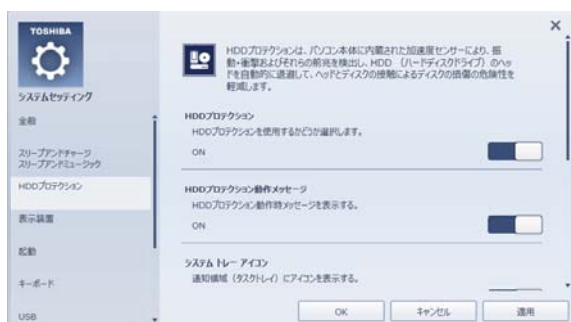 TOSHIBA
システムセッティング
全般
スリープアンドチャージ
スリープアンドミュージック
HDDプロテクション
表示装置
起動
キーボード
USB
HDDプロテクションは、パソコン本体に内蔵された加速度センサーにより、振
動・衝撃およびそれらの前兆を検出し、HDD （ハードディスクドライブ）のヘッ
ドを自動的に退避して、ヘッドとディスクの接触によるディスクの損傷の危険性を
軽減します。
HDDプロテクション
HDDプロテクションを使用するかどうか選択します。
ON
HDDプロテクション動作メッセージ
HDDプロテクション動作時メッセージを表示する。
ON
システム トレー アイコン
通知領域（タスクトレイ）にアイコンを表示する。
OK
キャンセル
適用